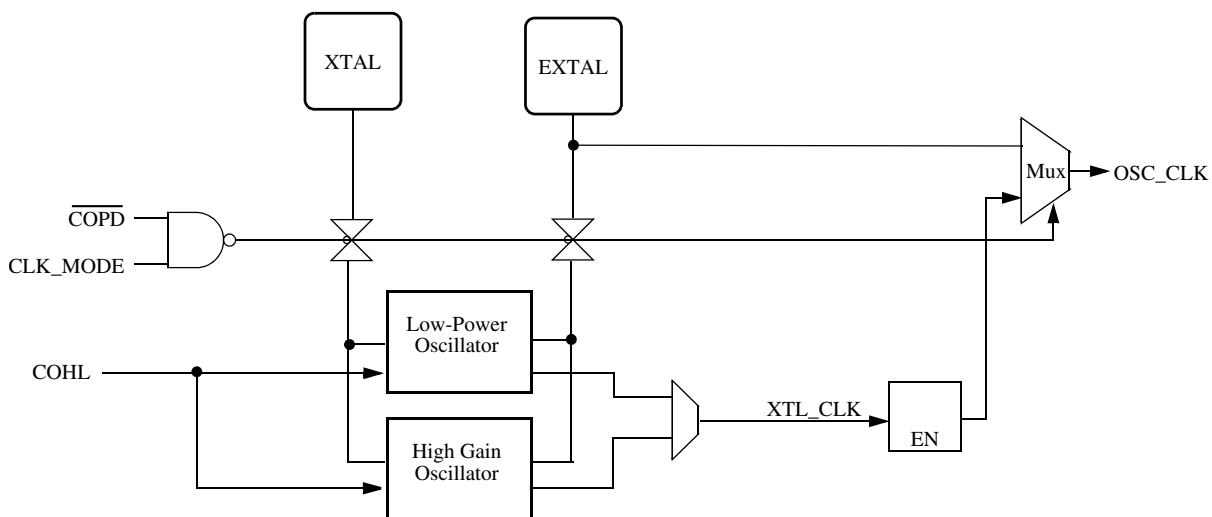 XTAL
EXTAL
Mux
OSC_CLK
COPD
CLK_MODE
Low-Power
Oscillator
COHL
XTL_CLK
EN
High Gain
Oscillator